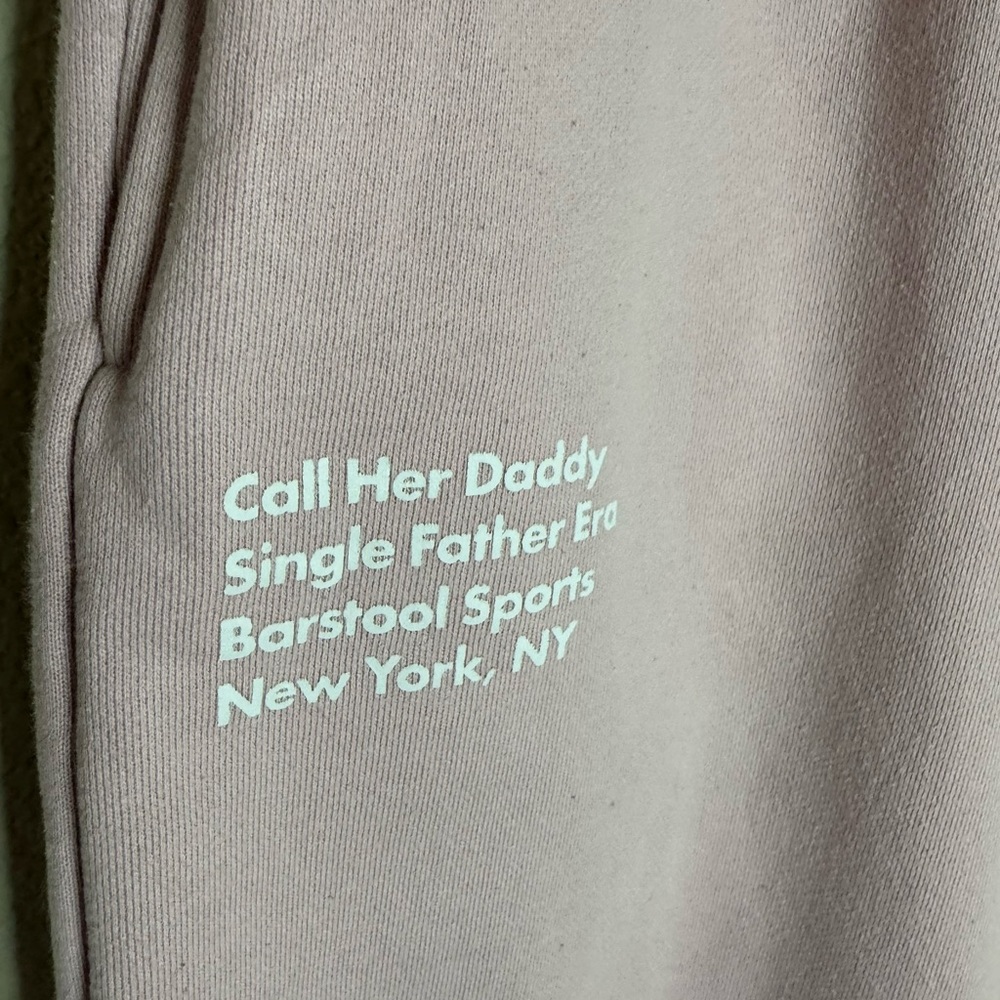 Call Her Daddy
Single Father Era
Barstool Sports
New York, NY